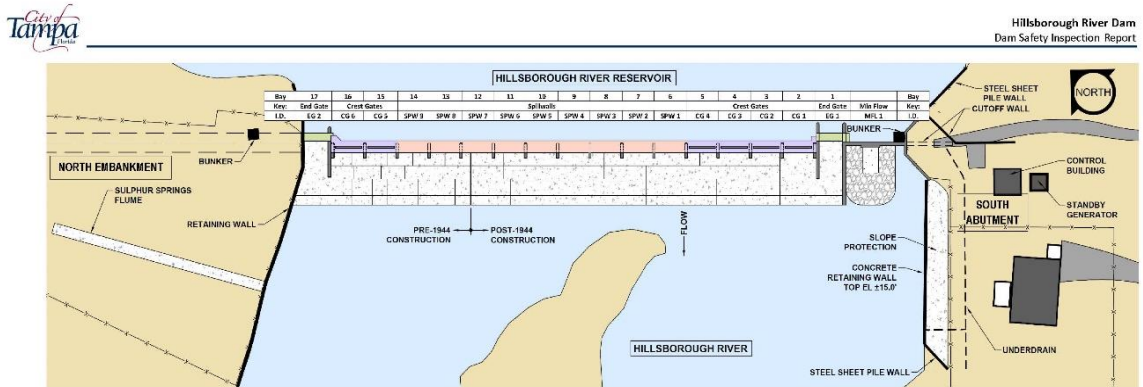 City of
Tampa
Florida
Hillsborough River Dam
Dam Safety Inspection Report
HILLSBOROUGH RIVER RESERVOIR
Bay 17 16 15 14 13 12 11 10 9 8 7 6 5 4 3 2 1 Bay
Key: End Gate Crest Gates Spillwalls Crest Gates End Gate Min Flow Key:
I.D. EG 2 CG 6 CG 5 SPW 9 SPW 8 SPW 7 SPW 6 SPW 5 SPW 4 SPW 3 SPW 2 SPW 1 CG 4 CG 3 CG 2 CG 1 EG 1 MFL 1 I.D.
STEEL SHEET
PILE WALL
CUTOFF WALL
NORTH
BUNKER
BUNKER
NORTH EMBANKMENT
SULPHUR SPRINGS
FLUME
RETAINING WALL
PRE-1944
CONSTRUCTION
POST-1944
CONSTRUCTION
FLOW
CONTROL
BUILDING
STANDBY
GENERATOR
SOUTH
ABUTMENT
SLOPE
PROTECTION
CONCRETE
RETAINING WALL
TOP EL ±15.0'
HILLSBOROUGH RIVER
UNDERDRAIN
STEEL SHEET PILE WALL